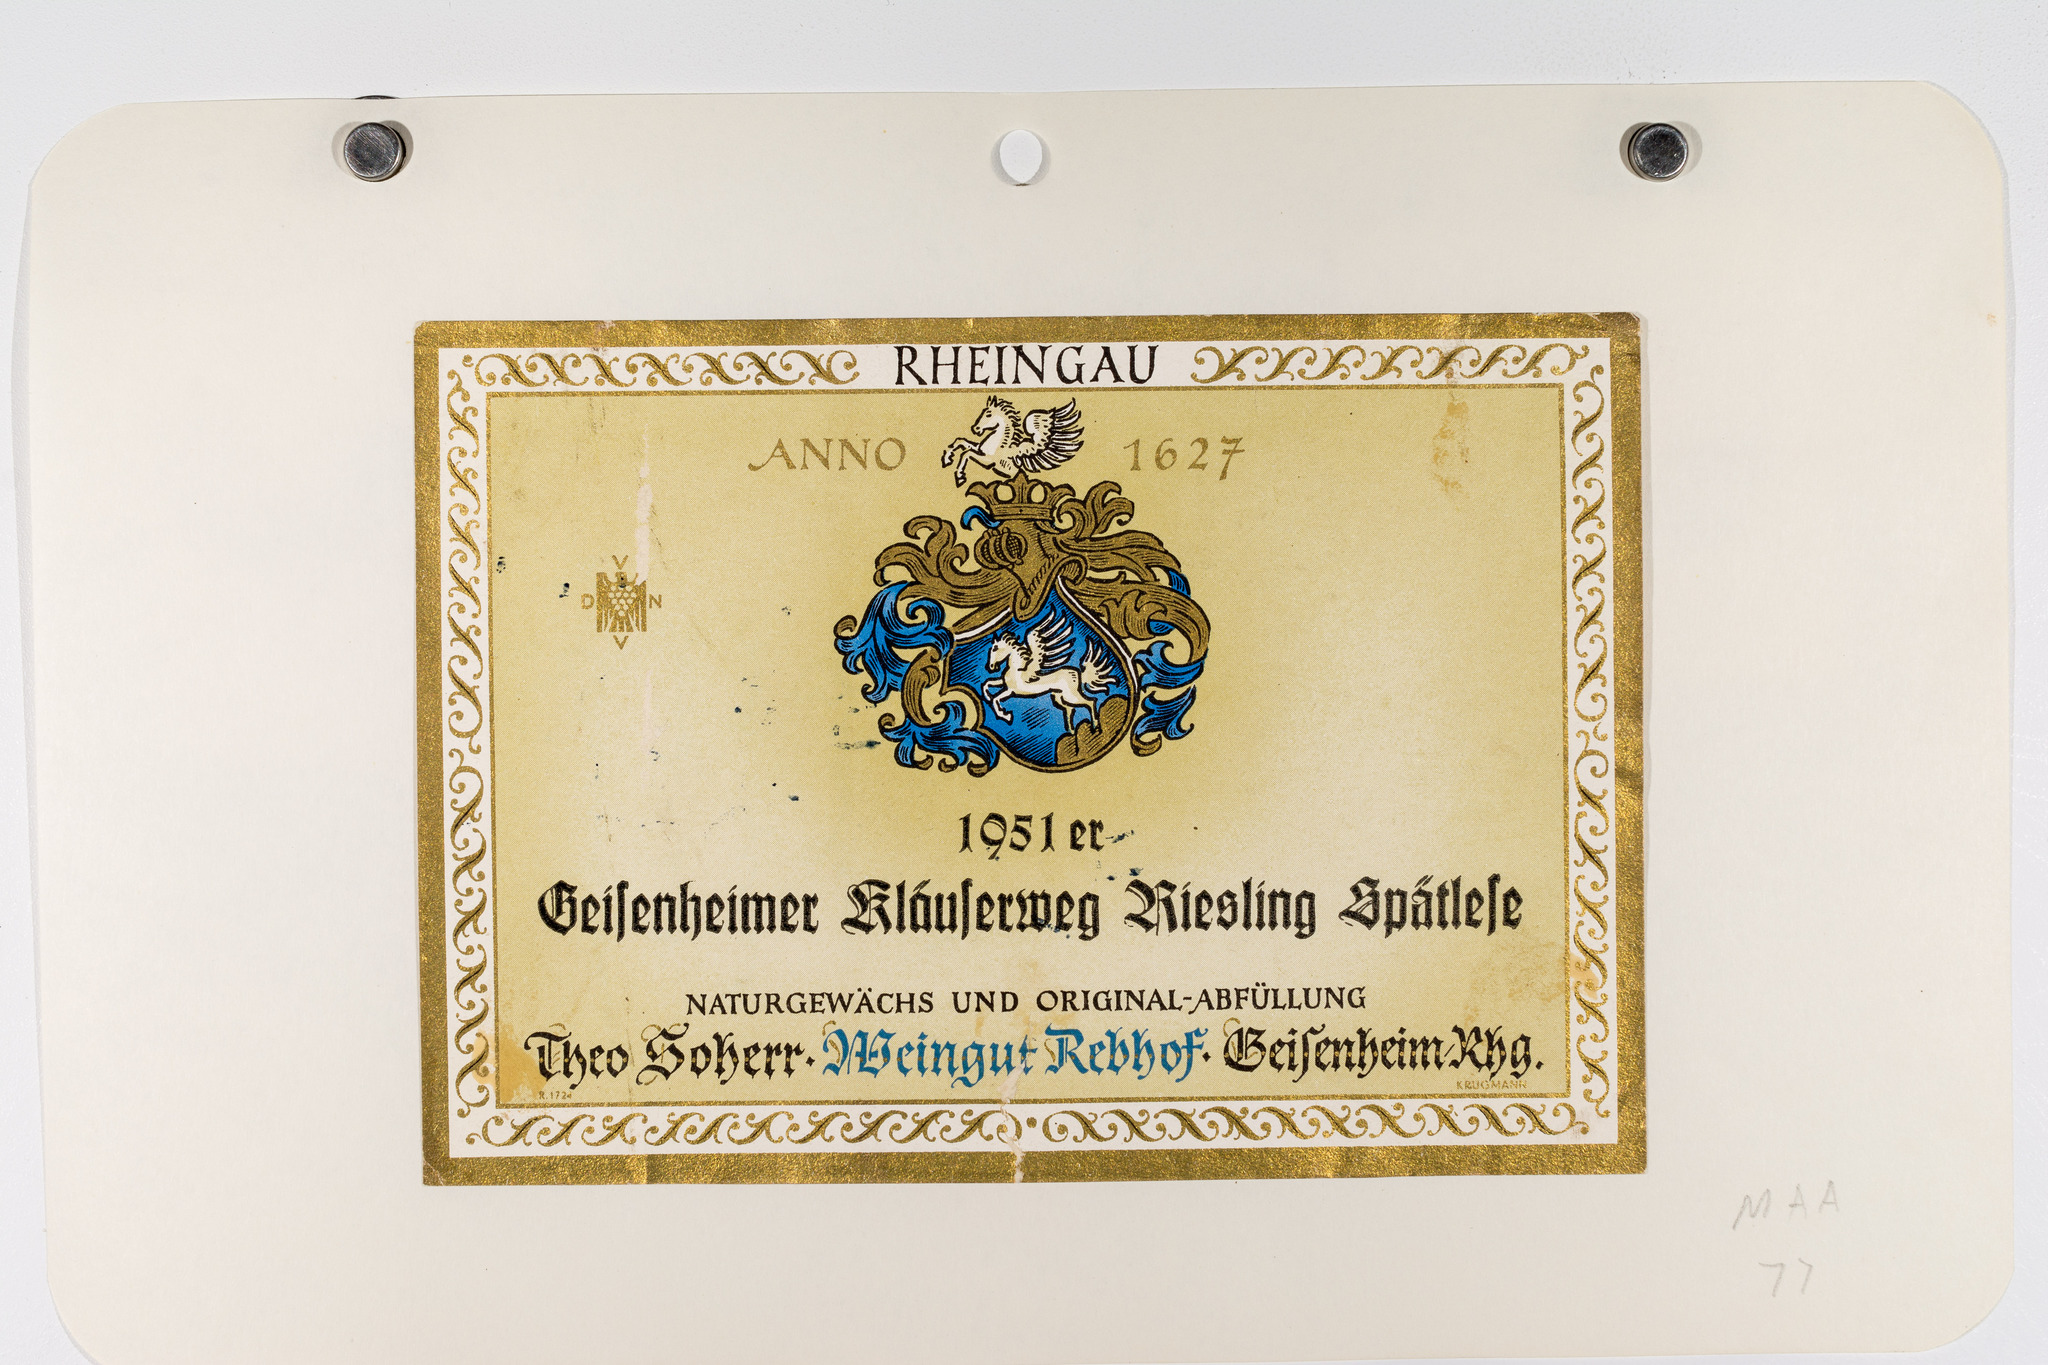 RHEINGAU
ANNO 1627
V
D N
V
1951er
Geisenheimer Kläuserweg Riesling Spätlese
NATURGEWÄCHS UND ORIGINAL-ABFÜLLUNG
Theo Soherr · Weingut Rebhof · Geisenheim-Rhg.
R. 1724
KRUGMANN
MAA
77